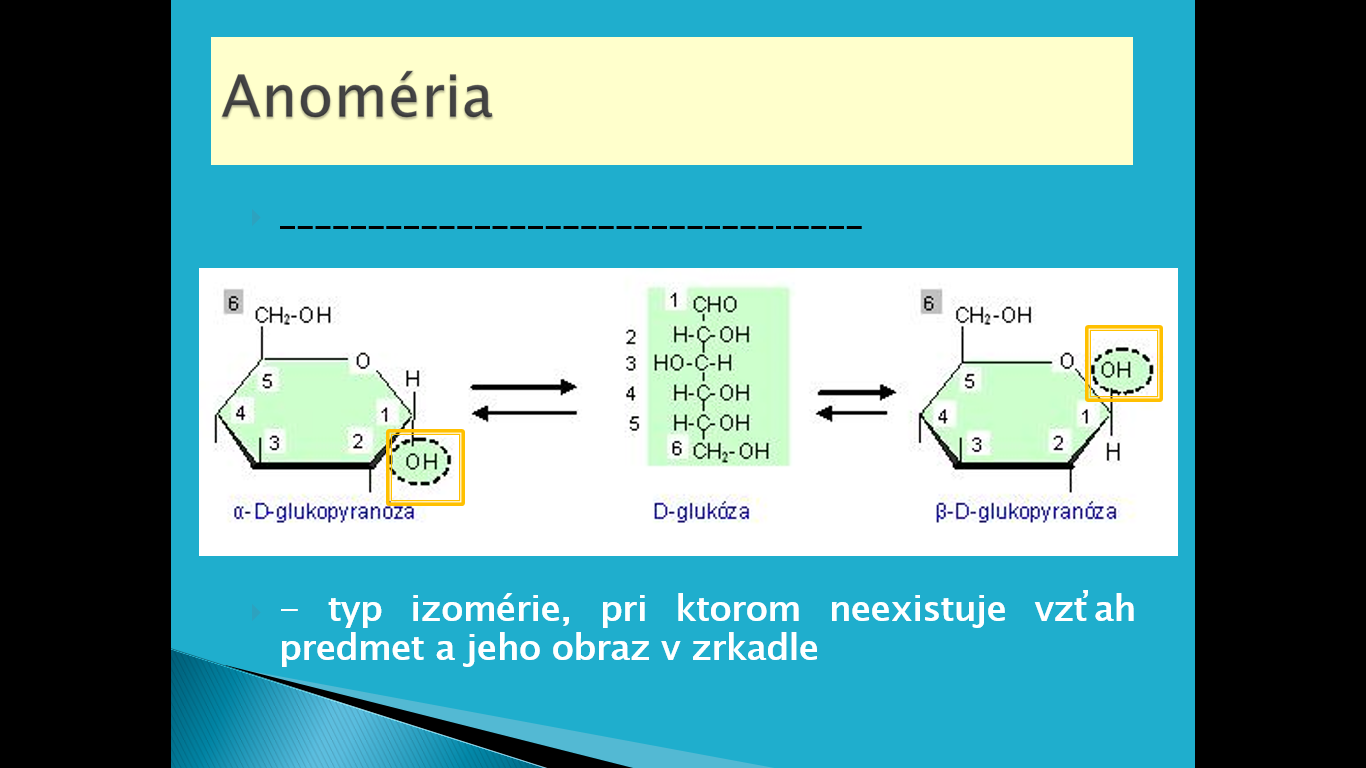 Anoméria
_________________________________
6 CH₂-OH
O
H
5
4
1
3
2
OH
α-D-glukopyranóza
1 CHO
2 H-C-OH
3 HO-C-H
4 H-C-OH
5 H-C-OH
6 CH₂-OH
D-glukóza
6 CH₂-OH
O
OH
5
4
1
3
2
H
β-D-glukopyranóza
- typ izomérie, pri ktorom neexistuje vzťah
predmet a jeho obraz v zrkadle